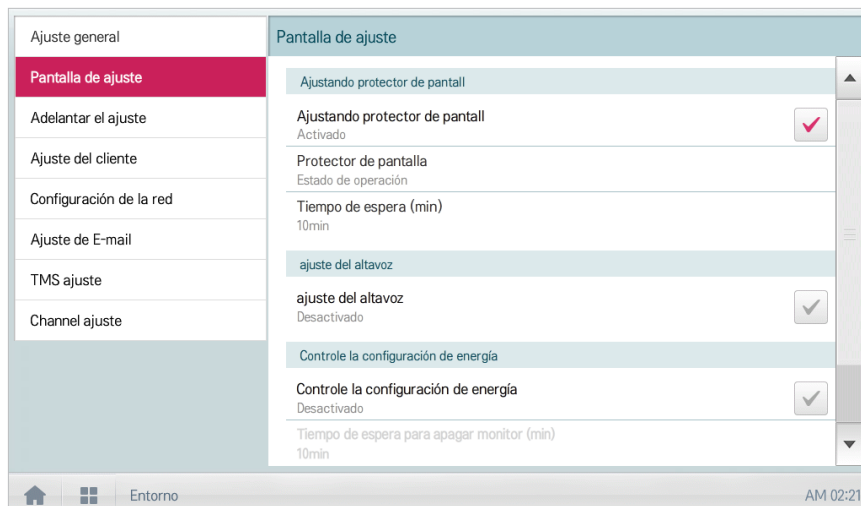 Ajuste general
Pantalla de ajuste
Adelantar el ajuste
Ajuste del cliente
Configuración de la red
Ajuste de E-mail
TMS ajuste
Channel ajuste
Pantalla de ajuste
Ajustando protector de pantall
Ajustando protector de pantall
Activado
Protector de pantalla
Estado de operación
Tiempo de espera (min)
10min
ajuste del altavoz
ajuste del altavoz
Desactivado
Controle la configuración de energía
Controle la configuración de energía
Desactivado
Tiempo de espera para apagar monitor (min)
10min
Entorno
AM 02:21